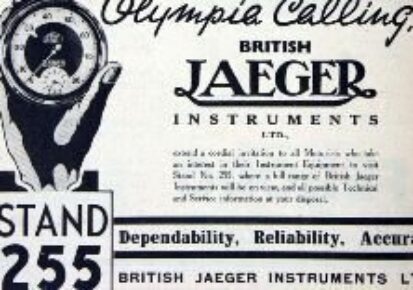 Olympia Calling!
BRITISH
JAEGER
INSTRUMENTS
LTD.,
extend a cordial invitation to all Motorists who take
an interest in their Instrument Equipment to visit
Stand No. 255, where a full range of British Jaeger
Instruments will be on view, and all possible Technical
and Service information at your disposal.
STAND
255
Dependability, Reliability, Accura
BRITISH JAEGER INSTRUMENTS LT